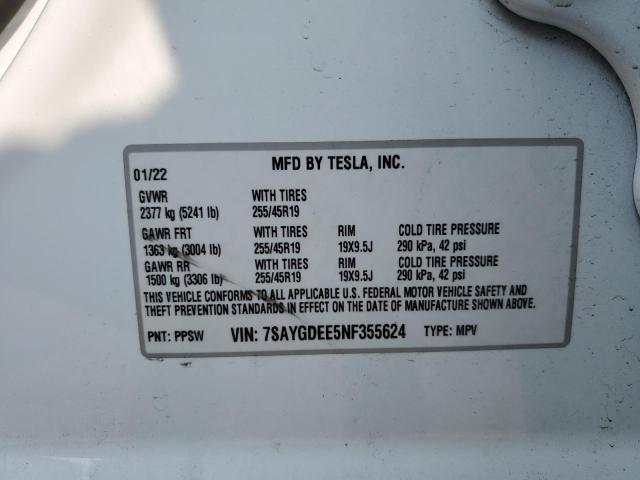 MFD BY TESLA, INC.
01/22
GVWR WITH TIRES
2377 kg (5241 lb) 255/45R19
GAWR FRT WITH TIRES RIM COLD TIRE PRESSURE
1363 kg (3004 lb) 255/45R19 19X9.5J 290 kPa, 42 psi
GAWR RR WITH TIRES RIM COLD TIRE PRESSURE
1500 kg (3306 lb) 255/45R19 19X9.5J 290 kPa, 42 psi
THIS VEHICLE CONFORMS TO ALL APPLICABLE U.S. FEDERAL MOTOR VEHICLE SAFETY AND
THEFT PREVENTION STANDARDS IN EFFECT ON THE DATE OF MANUFACTURE SHOWN ABOVE.
PNT: PPSW VIN: 7SAYGDEE5NF355624 TYPE: MPV